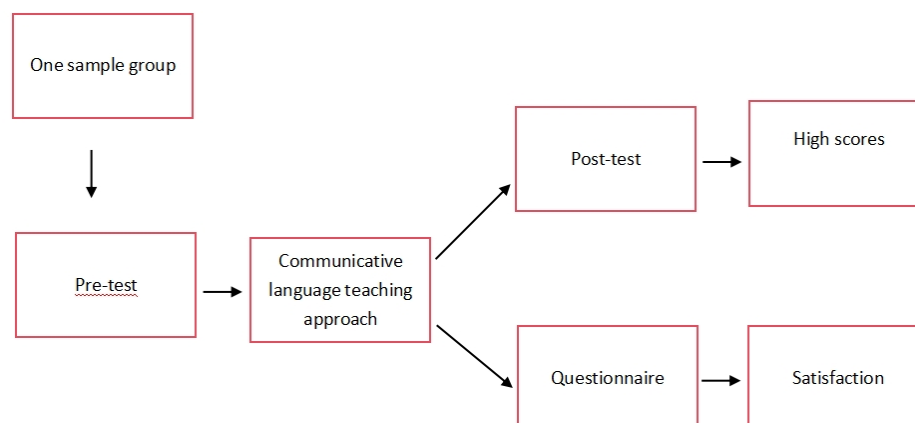 One sample group
Pre-test
Communicative
language teaching
approach
Post-test
High scores
Questionnaire
Satisfaction